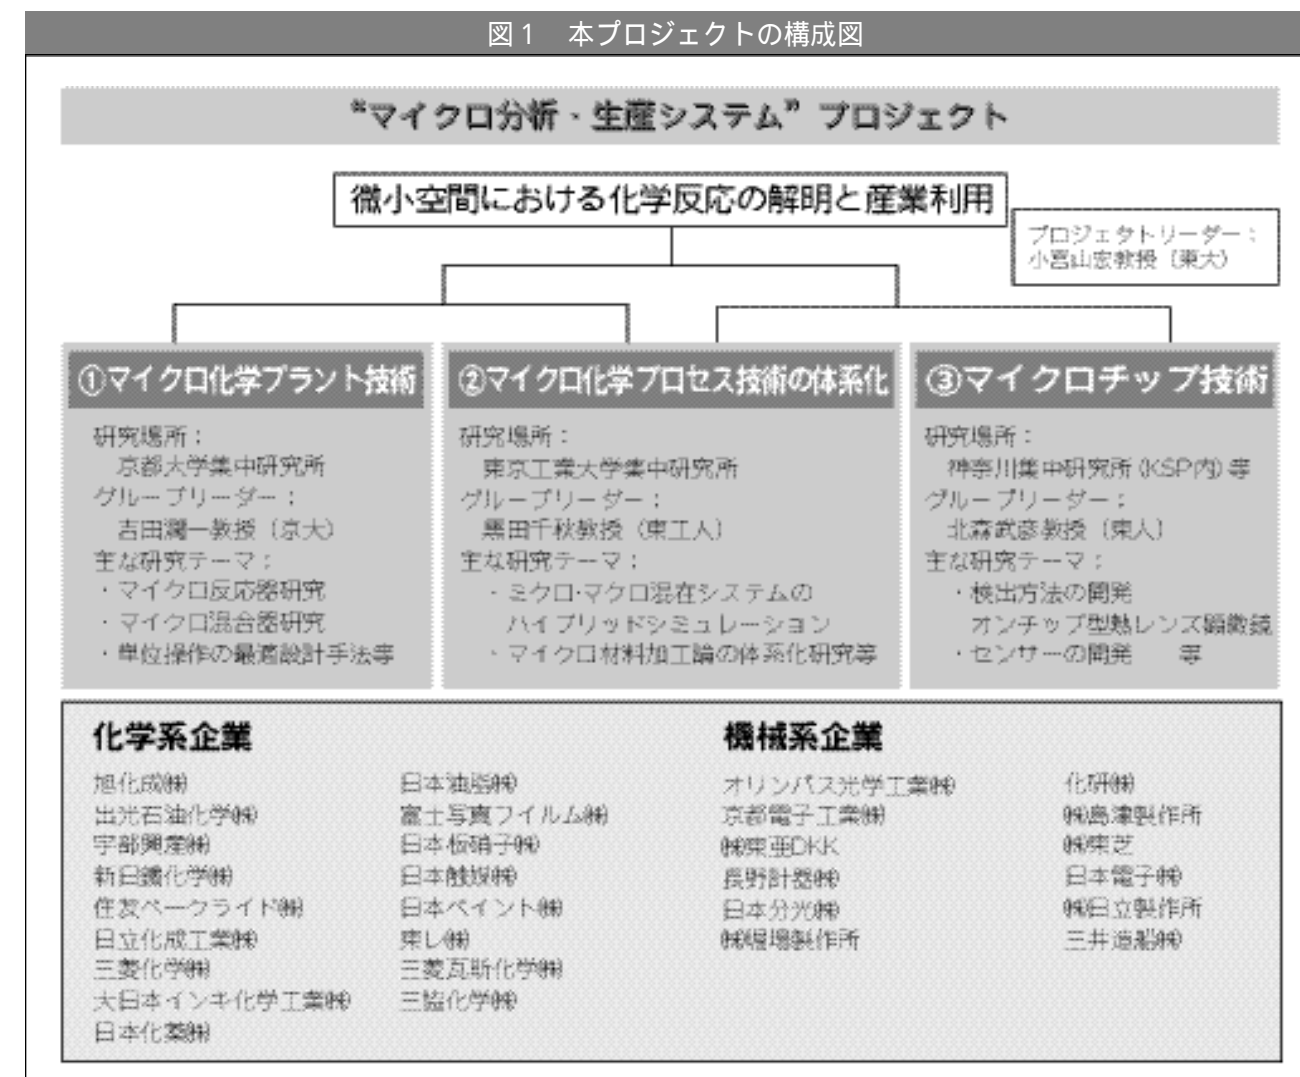 図1 本プロジェクトの構成図
“マイクロ分析・生産システム”プロジェクト
微小空間における化学反応の解明と産業利用
プロジェクトリーダー：
小宮山宏教授（東大）
①マイクロ化学プラント技術
研究場所：
京都大学集中研究所
グループリーダー：
吉田潤一教授（京大）
主な研究テーマ：
・マイクロ反応器研究
・マイクロ混合器研究
・単位操作の最適設計手法等
②マイクロ化学プロセス技術の体系化
研究場所：
東京工業大学集中研究所
グループリーダー：
黒田千秋教授（東工大）
主な研究テーマ：
・ミクロ・マクロ混在システムの
ハイブリッドシミュレーション
・マイクロ材料加工論の体系化研究等
③マイクロチップ技術
研究場所：
神奈川集中研究所(KSP内)等
グループリーダー：
北森武彦教授（東大）
主な研究テーマ：
・検出方法の開発
オンチップ型熱レンズ顕微鏡
・センサーの開発 等
化学系企業
旭化成㈱
出光石油化学㈱
宇部興産㈱
新日鐵化学㈱
住友ベークライト㈱
日立化成工業㈱
三菱化学㈱
大日本インキ化学工業㈱
日本化薬㈱
日本油脂㈱
富士写真フイルム㈱
日本板硝子㈱
日本触媒㈱
日本ペイント㈱
東レ㈱
三菱瓦斯化学㈱
三協化学㈱
機械系企業
オリンパス光学工業㈱
京都電子工業㈱
㈱東亜DKK
長野計器㈱
日本分光㈱
㈱堀場製作所
化研㈱
㈱島津製作所
㈱東芝
日本電子㈱
㈱日立製作所
三井造船㈱